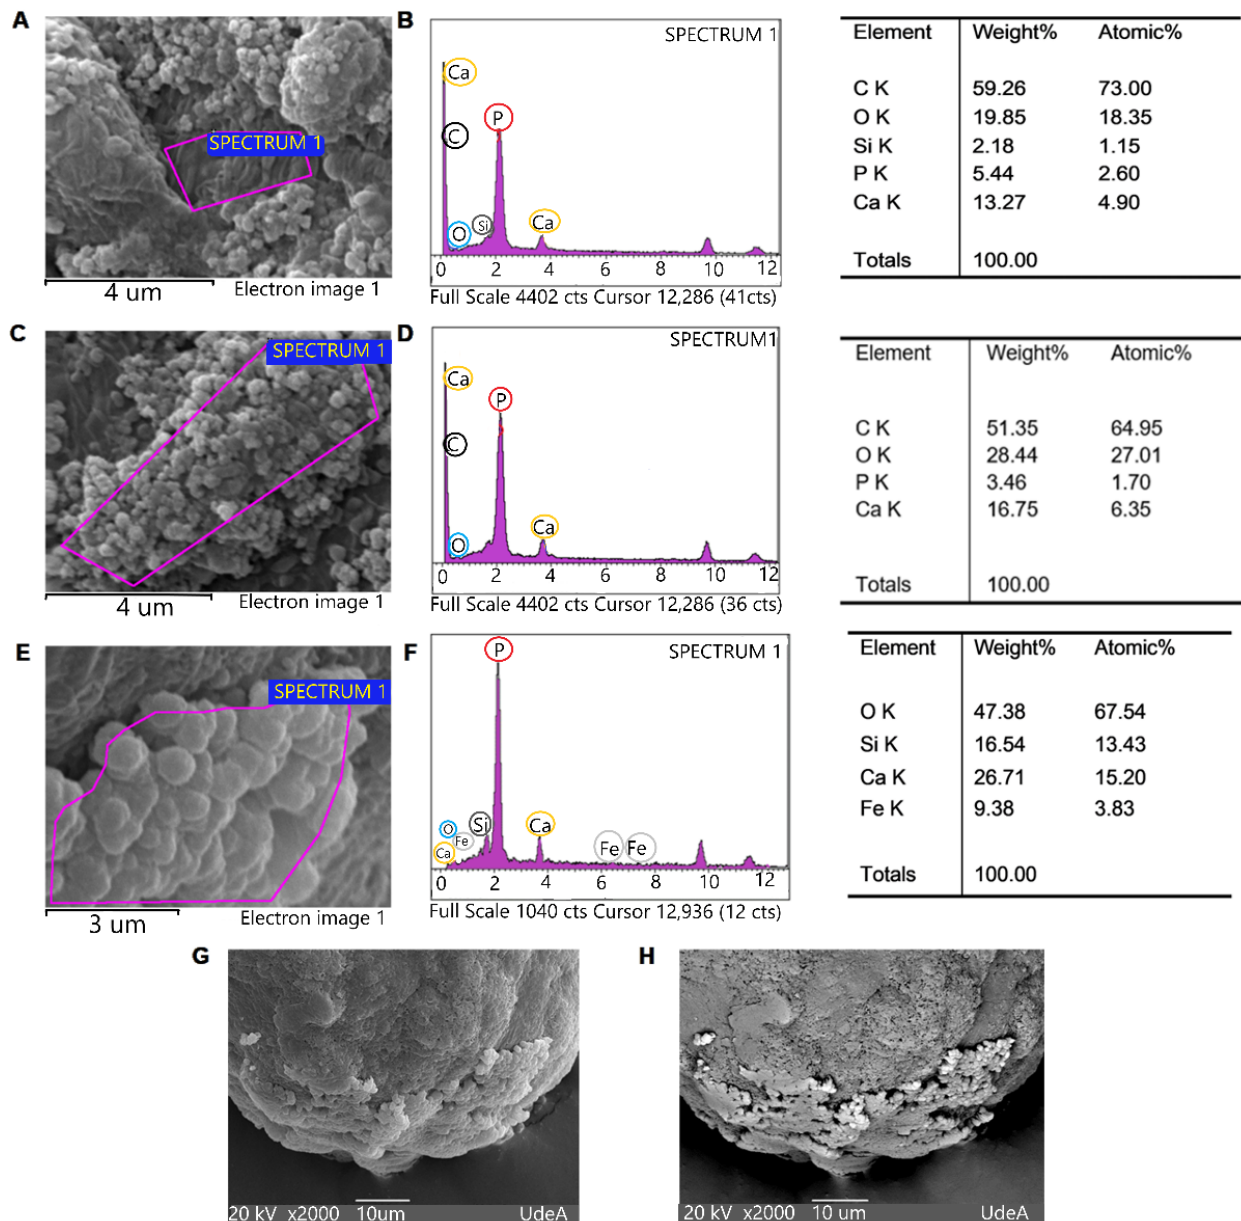 A
SPECTRUM 1
4 um
Electron image 1
B
SPECTRUM 1
Ca
P
C
O
Si
Ca
0 2 4 6 8 10 12
Full Scale 4402 cts Cursor 12,286 (41cts)
Element Weight% Atomic%
C K 59.26 73.00
O K 19.85 18.35
Si K 2.18 1.15
P K 5.44 2.60
Ca K 13.27 4.90
Totals 100.00
C
SPECTRUM 1
4 um
Electron image 1
D
SPECTRUM1
Ca
P
C
O
Ca
0 2 4 6 8 10 12
Full Scale 4402 cts Cursor 12,286 (36 cts)
Element Weight% Atomic%
C K 51.35 64.95
O K 28.44 27.01
P K 3.46 1.70
Ca K 16.75 6.35
Totals 100.00
E
SPECTRUM 1
3 um
Electron image 1
F
SPECTRUM 1
P
O
Fe
Si
Ca
Ca
Fe Fe
0 2 4 6 8 10 12
Full Scale 1040 cts Cursor 12,936 (12 cts)
Element Weight% Atomic%
O K 47.38 67.54
Si K 16.54 13.43
Ca K 26.71 15.20
Fe K 9.38 3.83
Totals 100.00
G
20 kV x2000 10um UdeA
H
20 kV x2000 10 um UdeA